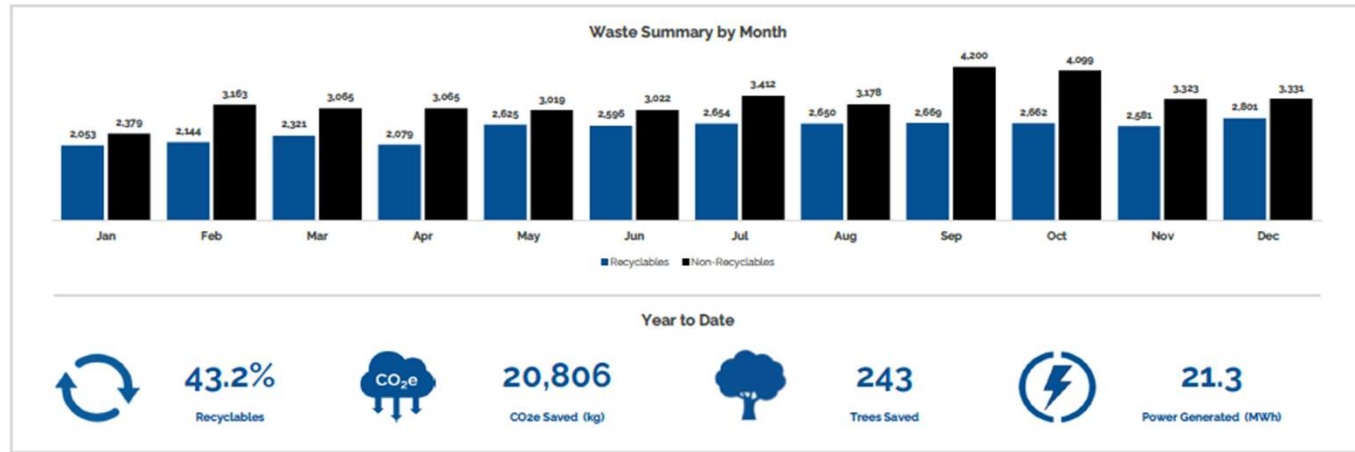 Waste Summary by Month
2,053 2,379 2,144 3,163 2,321 3,065 2,079 3,065 2,625 3,019 2,596 3,022 2,654 3,412 2,650 3,178 2,669 4,200 2,662 4,099 2,581 3,323 2,801 3,331
Jan Feb Mar Apr May Jun Jul Aug Sep Oct Nov Dec
Recyclables Non-Recyclables
Year to Date
43.2% CO₂e 20,806 243 21.3
Recyclables CO2e Saved (kg) Trees Saved Power Generated (MWh)